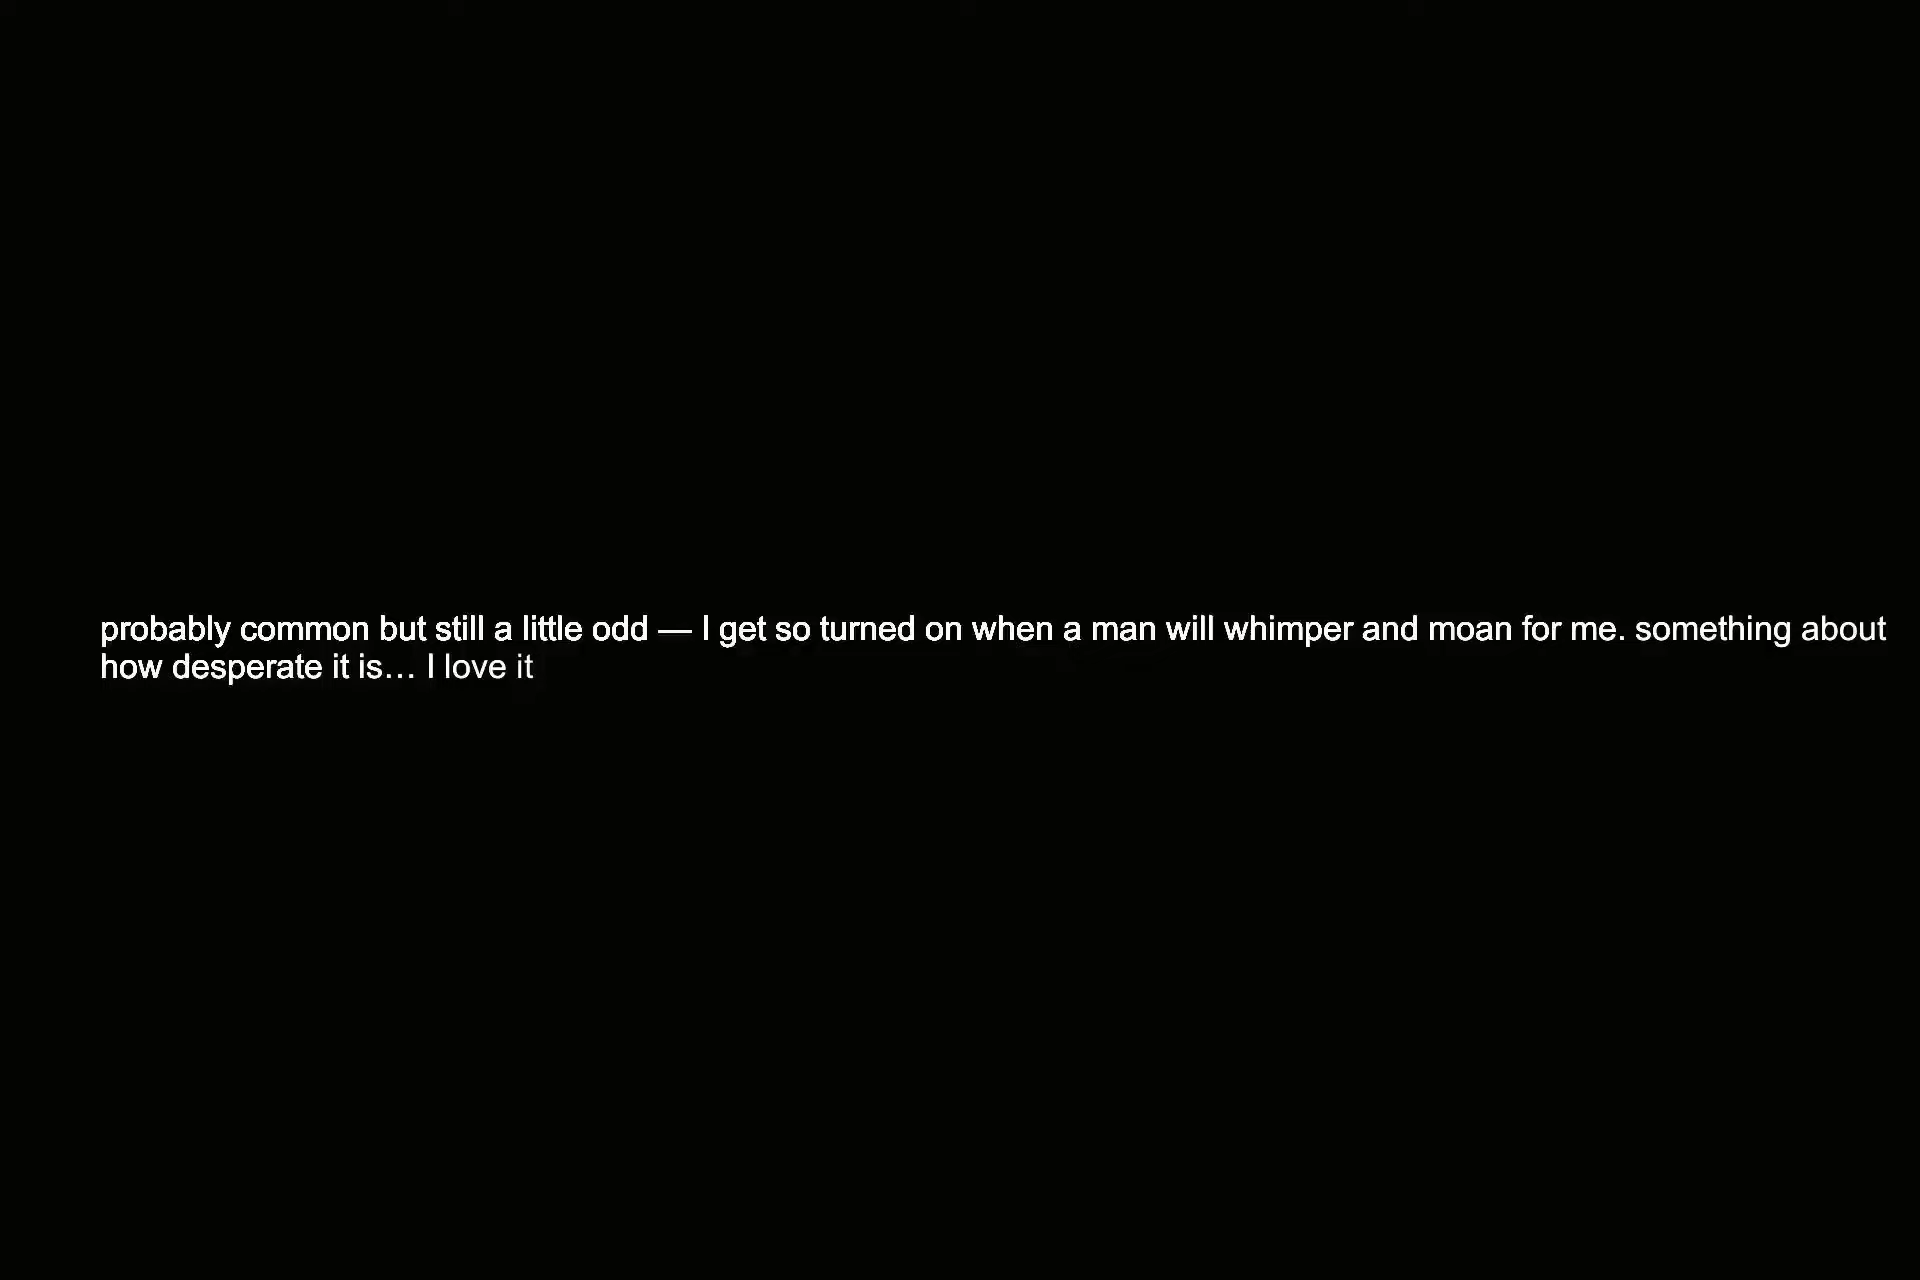 probably common but still a little odd — I get so turned on when a man will whimper and moan for me. something about
how desperate it is… I love it